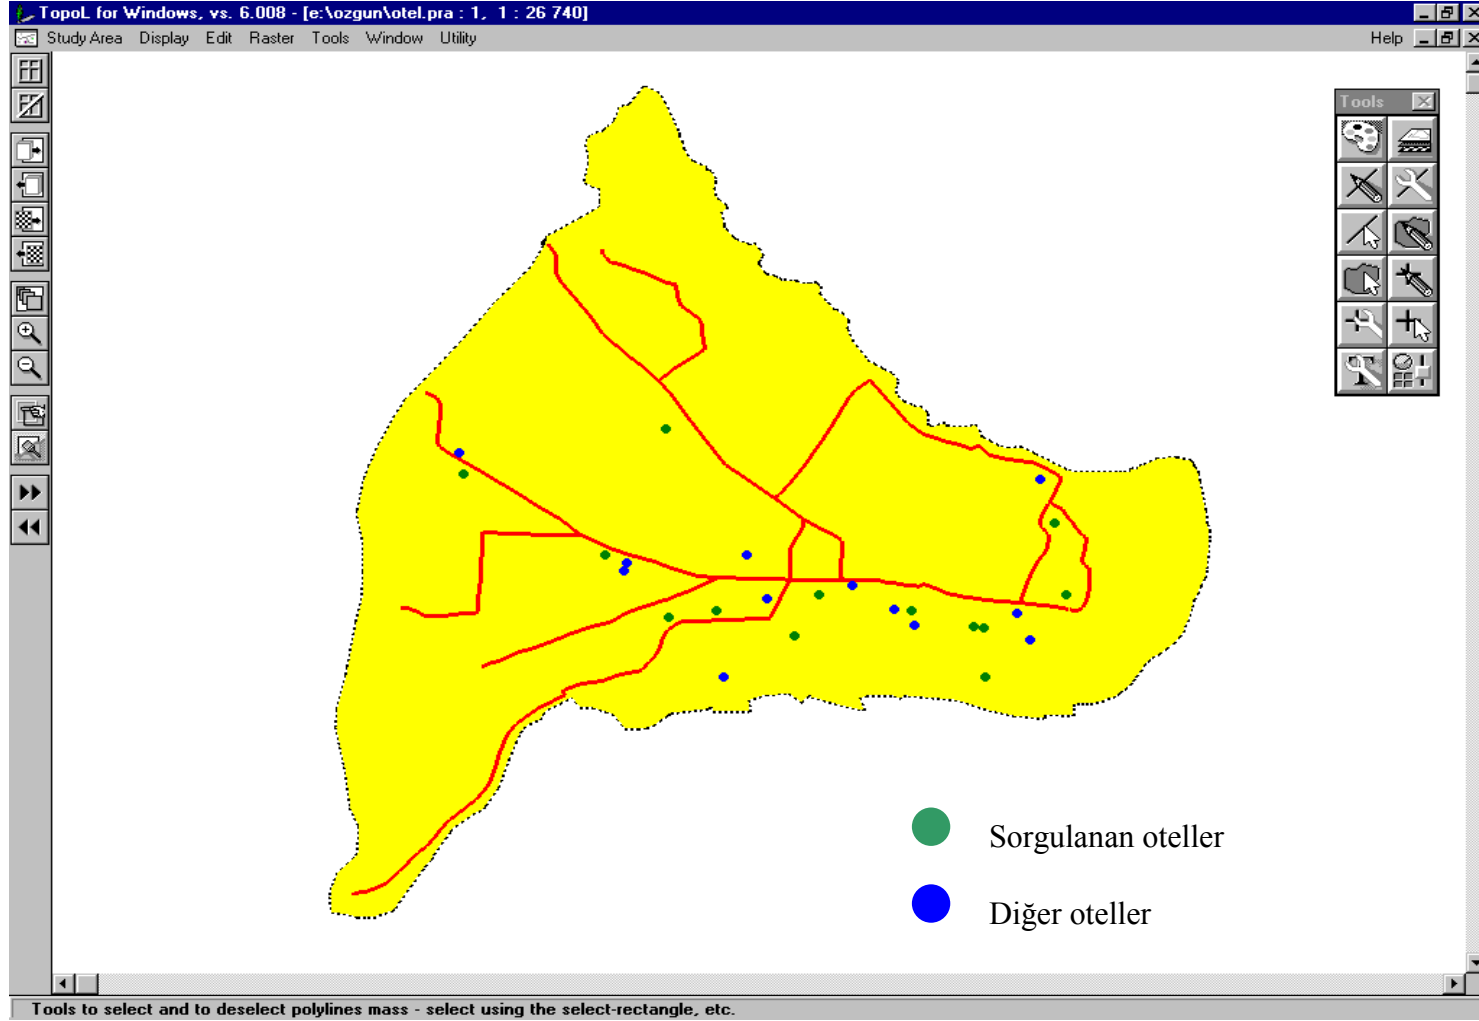 TopoL for Windows, vs. 6.008 - [e:\ozgun\otel.pra : 1, 1 : 26 740]
Study Area Display Edit Raster Tools Window Utility Help
Tools
Sorgulanan oteller
Diğer oteller
Tools to select and to deselect polylines mass - select using the select-rectangle, etc.